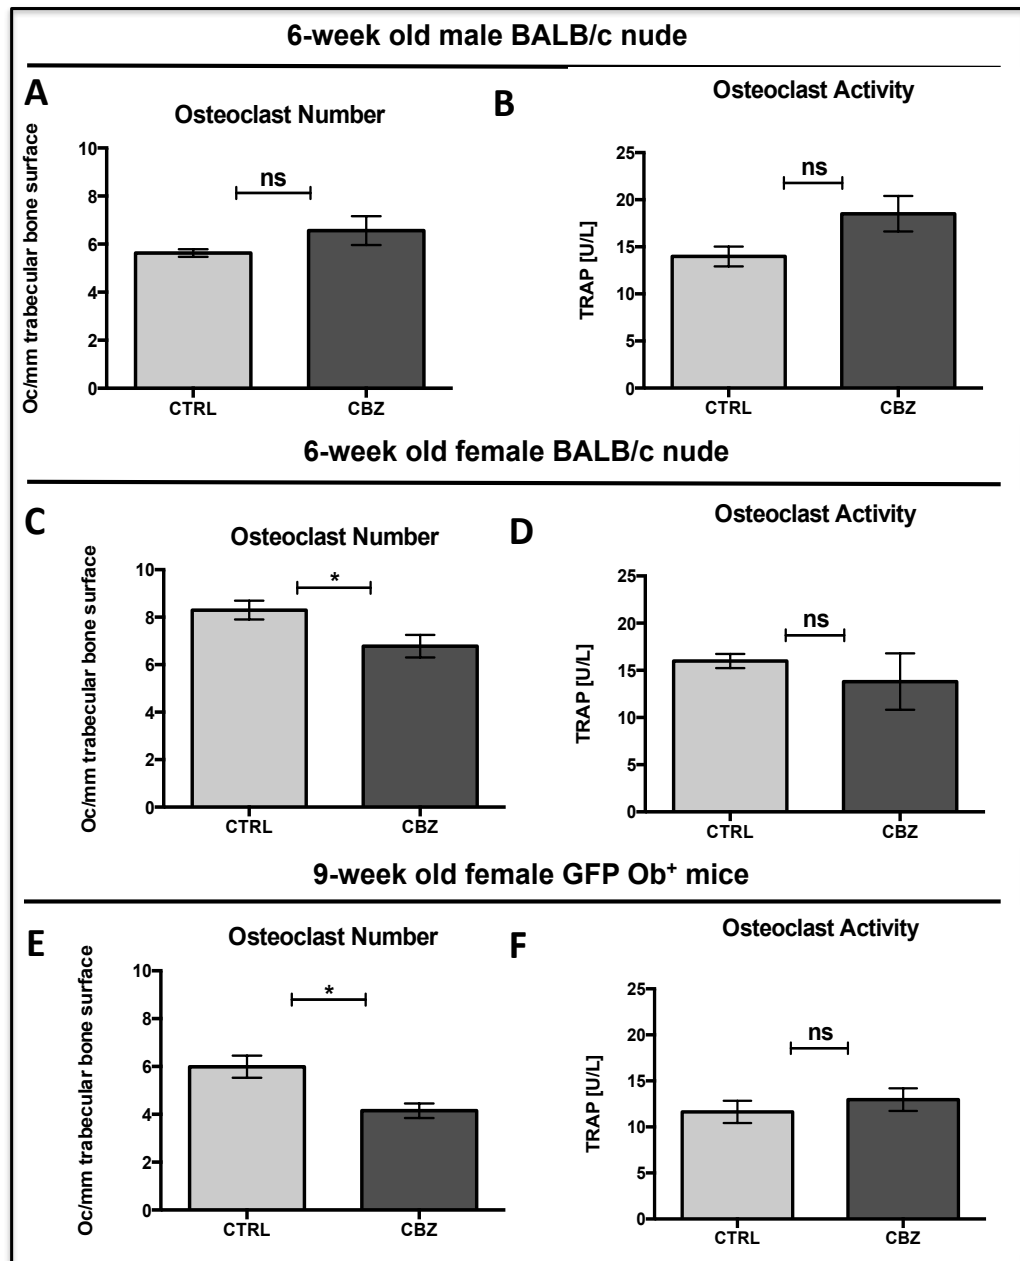 6-week old male BALB/c nude
A
Osteoclast Number
Oc/mm trabecular bone surface
10
8
6
4
2
0
ns
CTRL
CBZ
B
Osteoclast Activity
TRAP [U/L]
25
20
15
10
5
0
ns
CTRL
CBZ
6-week old female BALB/c nude
C
Osteoclast Number
Oc/mm trabecular bone surface
10
8
6
4
2
0
*
CTRL
CBZ
D
Osteoclast Activity
TRAP [U/L]
25
20
15
10
5
0
ns
CTRL
CBZ
9-week old female GFP Ob⁺ mice
E
Osteoclast Number
Oc/mm trabecular bone surface
10
8
6
4
2
0
*
CTRL
CBZ
F
Osteoclast Activity
TRAP [U/L]
25
20
15
10
5
0
ns
CTRL
CBZ